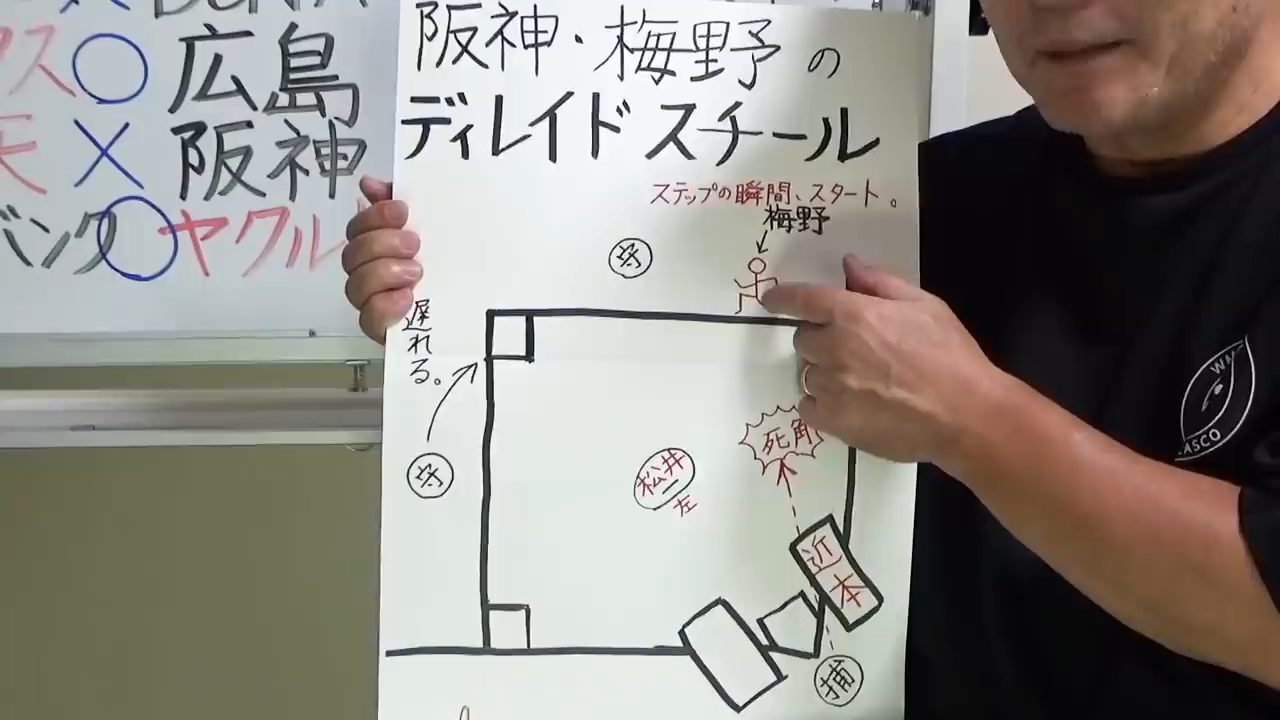 広島
阪神
ヤクル
阪神・梅野の
ディレイドスチール
ステップの瞬間、スタート。
梅野
守
遅れる。
守
死角
松井
左
近本
捕